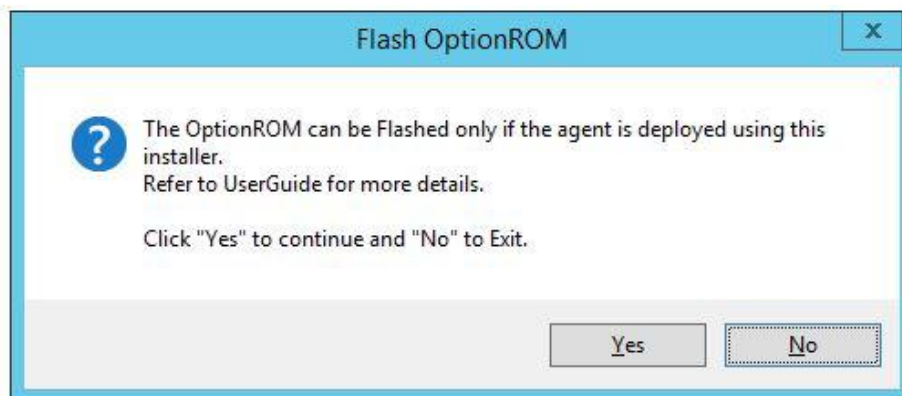 Flash OptionROM
x
The OptionROM can be Flashed only if the agent is deployed using this
installer.
Refer to UserGuide for more details.
Click "Yes" to continue and "No" to Exit.
Yes
No